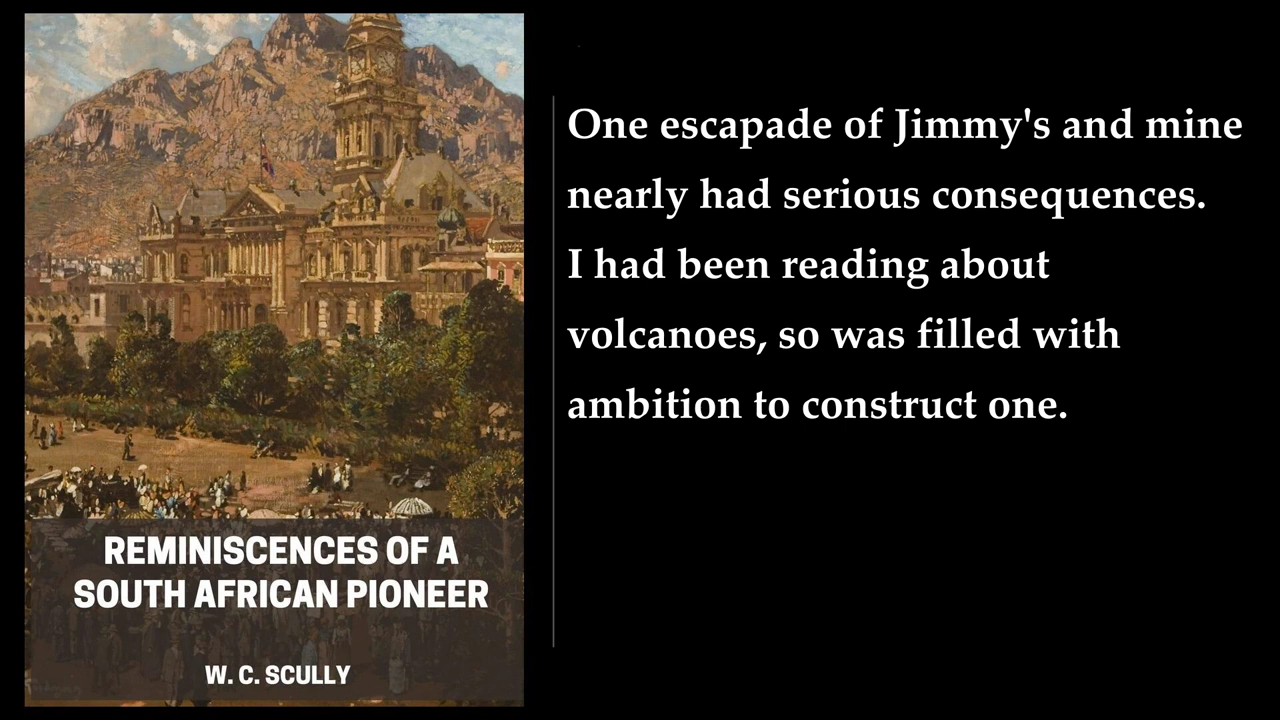 One escapade of Jimmy's and mine
nearly had serious consequences.
I had been reading about
volcanoes, so was filled with
ambition to construct one.
REMINISCENCES OF A
SOUTH AFRICAN PIONEER
W. C. SCULLY